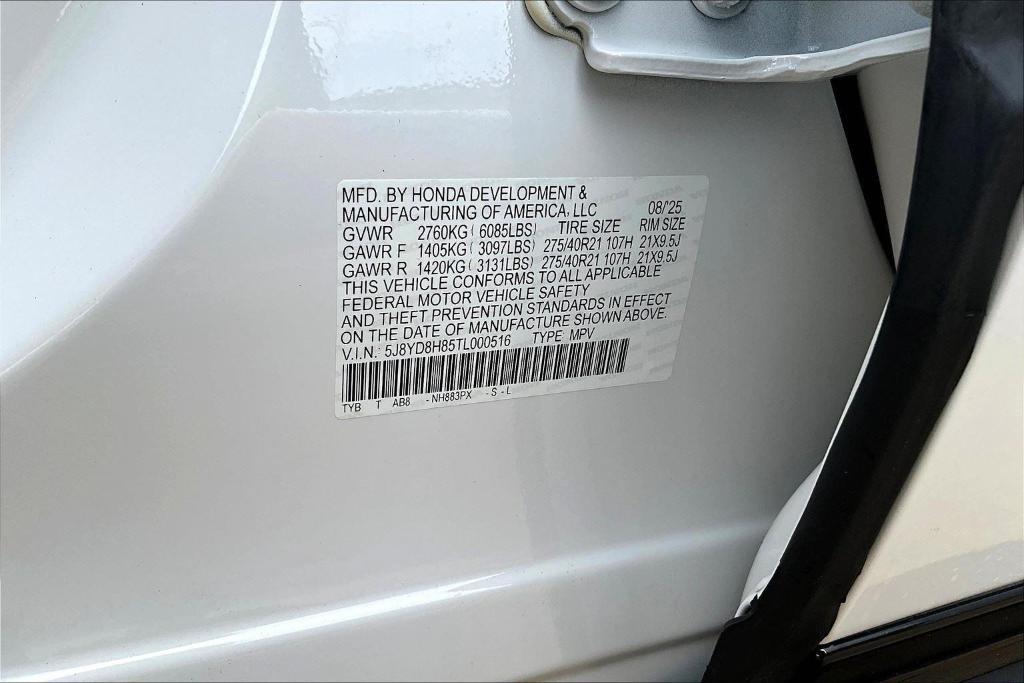 MFD. BY HONDA DEVELOPMENT &
MANUFACTURING OF AMERICA, LLC 08/'25
GVWR 2760KG ( 6085LBS) TIRE SIZE RIM SIZE
GAWR F 1405KG ( 3097LBS) 275/40R21 107H 21X9.5J
GAWR R 1420KG ( 3131LBS) 275/40R21 107H 21X9.5J
THIS VEHICLE CONFORMS TO ALL APPLICABLE
FEDERAL MOTOR VEHICLE SAFETY
AND THEFT PREVENTION STANDARDS IN EFFECT
ON THE DATE OF MANUFACTURE SHOWN ABOVE.
V.I.N.: 5J8YD8H85TL000516 TYPE: MPV
TYB T AB8 -NH883PX -S -L